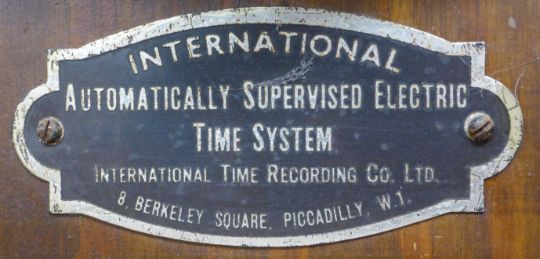 INTERNATIONAL
AUTOMATICALLY SUPERVISED ELECTRIC
TIME SYSTEM
INTERNATIONAL TIME RECORDING CO. LTD.
8, BERKELEY SQUARE, PICCADILLY, W.1.